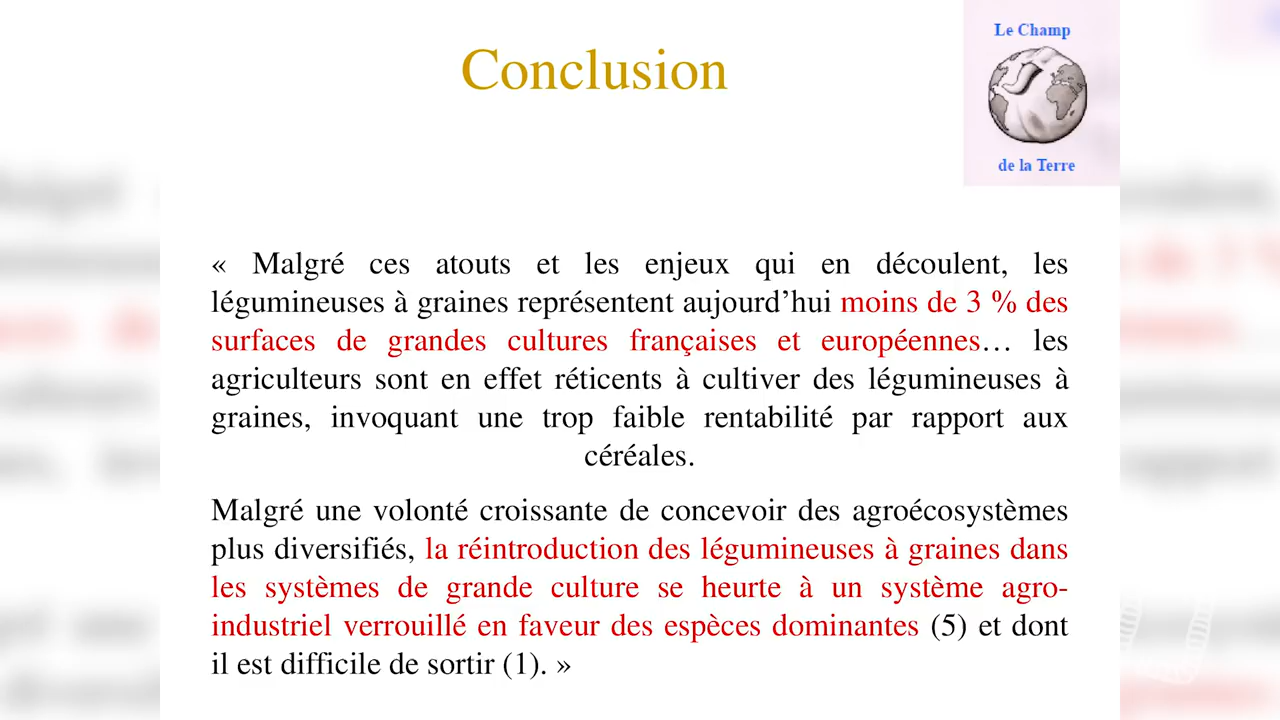 Le Champ
Conclusion
de la Terre
« Malgré ces atouts et les enjeux qui en découlent, les
légumineuses à graines représentent aujourd’hui moins de 3 % des
surfaces de grandes cultures françaises et européennes… les
agriculteurs sont en effet réticents à cultiver des légumineuses à
graines, invoquant une trop faible rentabilité par rapport aux
céréales.
Malgré une volonté croissante de concevoir des agroécosystèmes
plus diversifiés, la réintroduction des légumineuses à graines dans
les systèmes de grande culture se heurte à un système agro-
industriel verrouillé en faveur des espèces dominantes (5) et dont
il est difficile de sortir (1). »